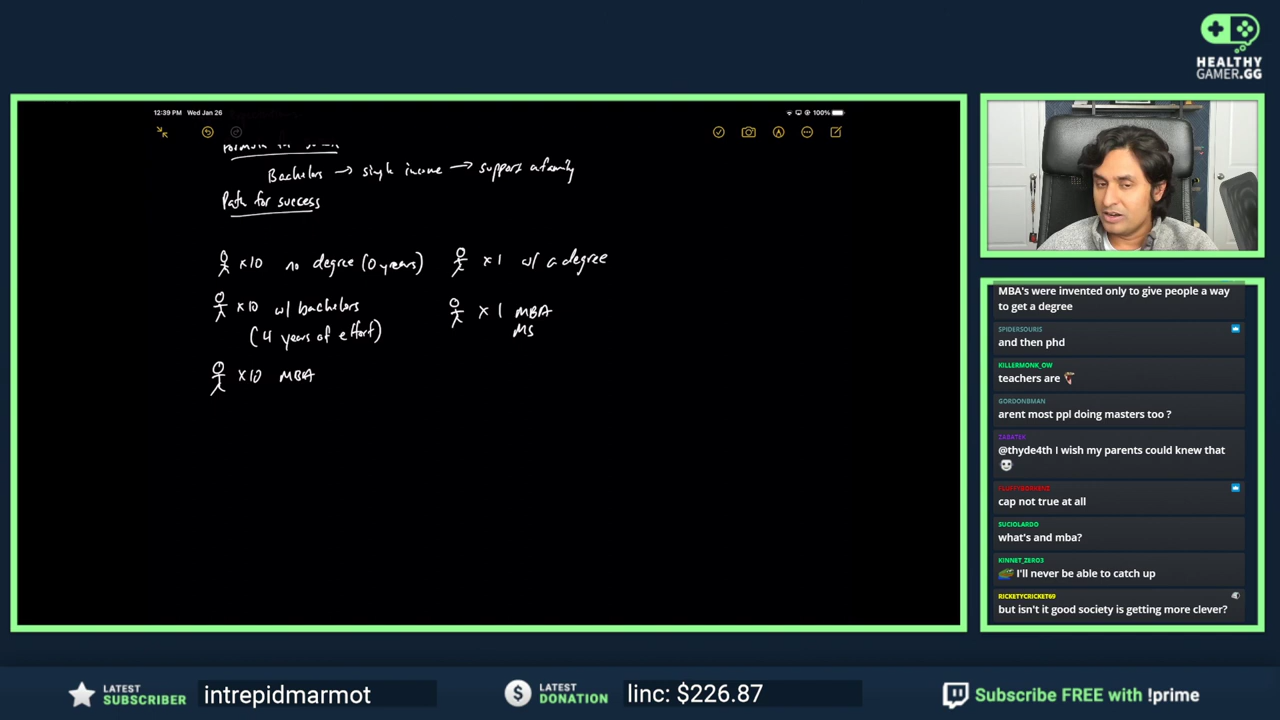 HEALTHY
GAMER.GG
12:39 PM Wed Jan 26
100%
Formula for
Bachelors → single income → support a family
Path for success
x10 no degree (0 years)
x1 w/ a degree
x10 w/ bachelors
(4 years of effort)
x1 MBA
MS
x10 MBA
MBA's were invented only to give people a way
to get a degree
SPIDERSOURIS
and then phd
KILLERMONK_OW
teachers are
GORDONBMAN
arent most ppl doing masters too ?
ZABATEK
@thyde4th I wish my parents could knew that
cap not true at all
SUCIOLARDO
what's and mba?
KINNET_ZERO3
I'll never be able to catch up
RICKETYCRICKET69
but isn't it good society is getting more clever?
LATEST
SUBSCRIBER
intrepidmarmot
LATEST
DONATION
linc: $226.87
Subscribe FREE with !prime